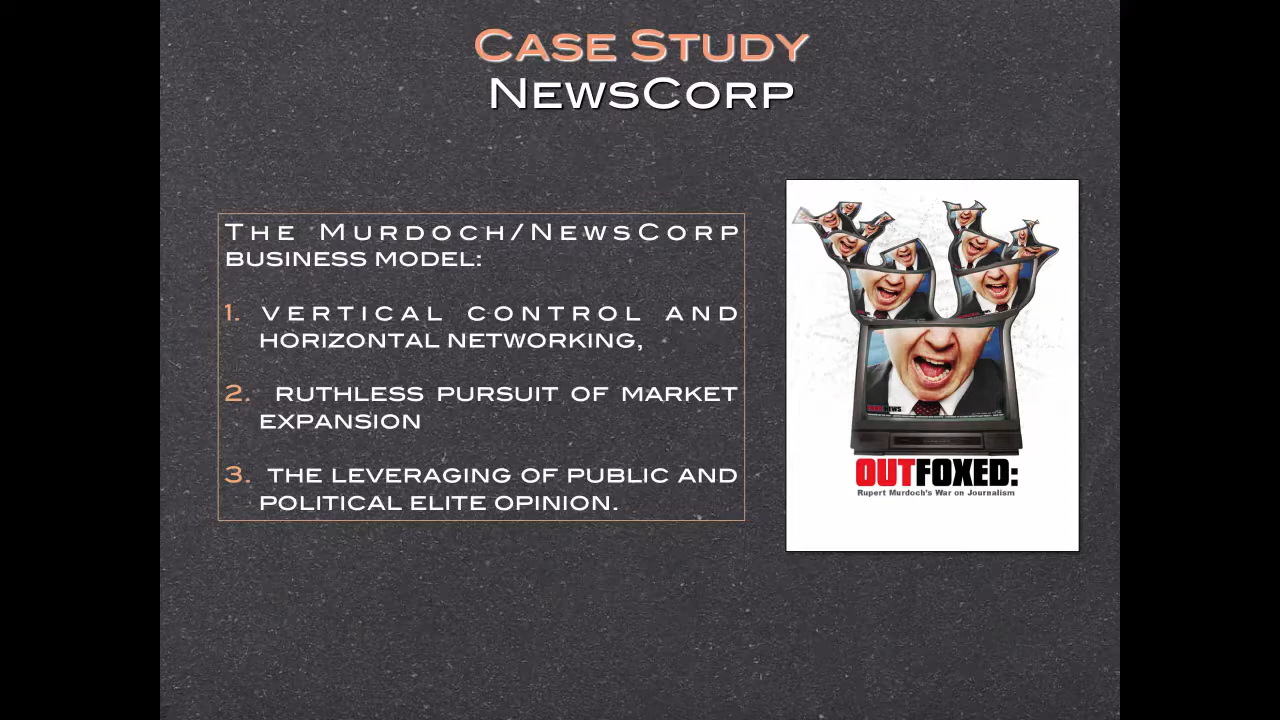 Case Study
NewsCorp
The Murdoch/NewsCorp
business model:
1. vertical control and
horizontal networking,
2. ruthless pursuit of market
expansion
3. the leveraging of public and
political elite opinion.
OUTFOXED:
Rupert Murdoch's War on Journalism